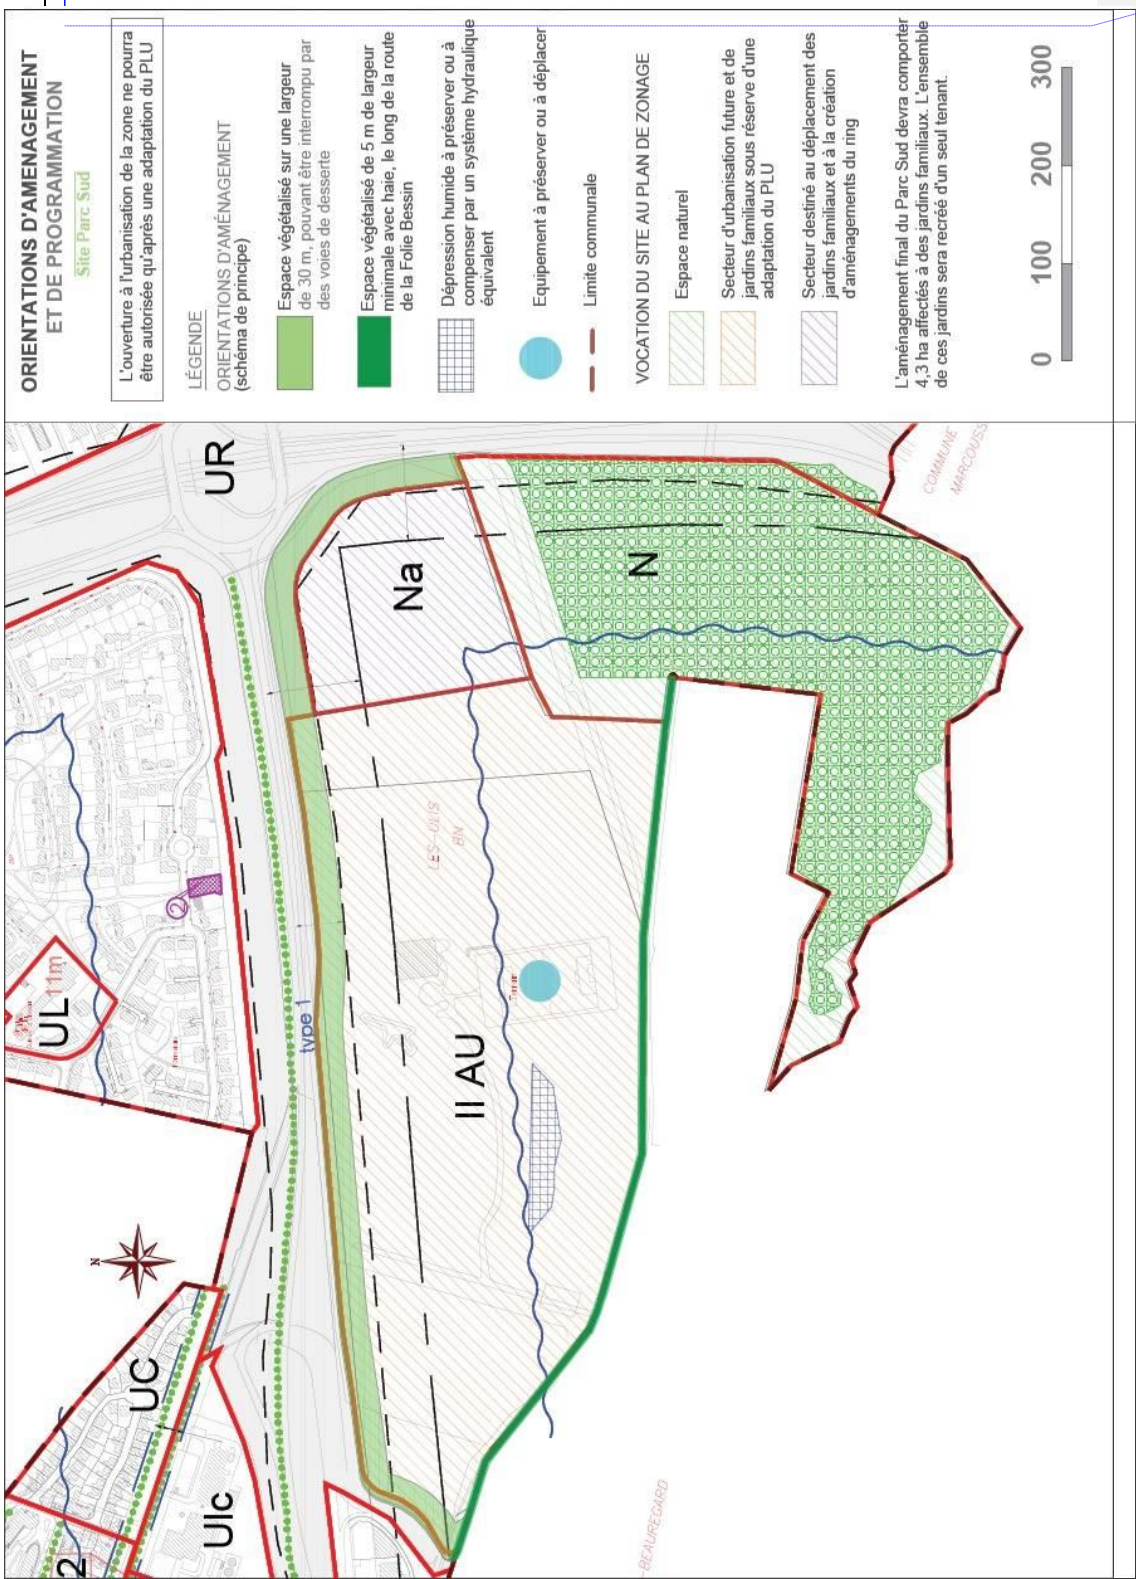 ORIENTATIONS D'AMENAGEMENT
ET DE PROGRAMMATION
Site Parc Sud
L'ouverture à l'urbanisation de la zone ne pourra
être autorisée qu'après une adaptation du PLU
LÉGENDE
ORIENTATIONS D'AMÉNAGEMENT
(schéma de principe)
Espace végétalisé sur une largeur
de 30 m, pouvant être interrompu par
des voies de desserte
Espace végétalisé de 5 m de largeur
minimale avec haie, le long de la route
de la Folie Bessin
Dépression humide à préserver ou à
compenser par un système hydraulique
équivalent
Equipement à préserver ou à déplacer
Limite communale
VOCATION DU SITE AU PLAN DE ZONAGE
Espace naturel
Secteur d'urbanisation future et de
jardins familiaux sous réserve d'une
adaptation du PLU
Secteur destiné au déplacement des
jardins familiaux et à la création
d'aménagements du ring
L'aménagement final du Parc Sud devra comporter
4,3 ha affectés à des jardins familiaux. L'ensemble
de ces jardins sera recréé d'un seul tenant.
0 100 200 300
UR
UL
11m
2
type 1
Na
N
LES-ULIS
BN
II AU
N
UC
UIc
2
COMMUNE
MARCOUSS
-BEAUREGARD